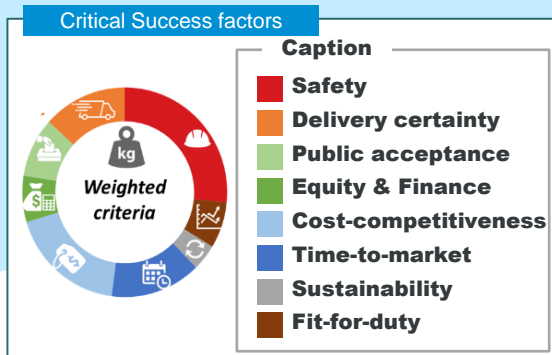 Critical Success factors
Caption
Safety
Delivery certainty
Public acceptance
Equity & Finance
Cost-competitiveness
Time-to-market
Sustainability
Fit-for-duty
kg
Weighted
criteria
$